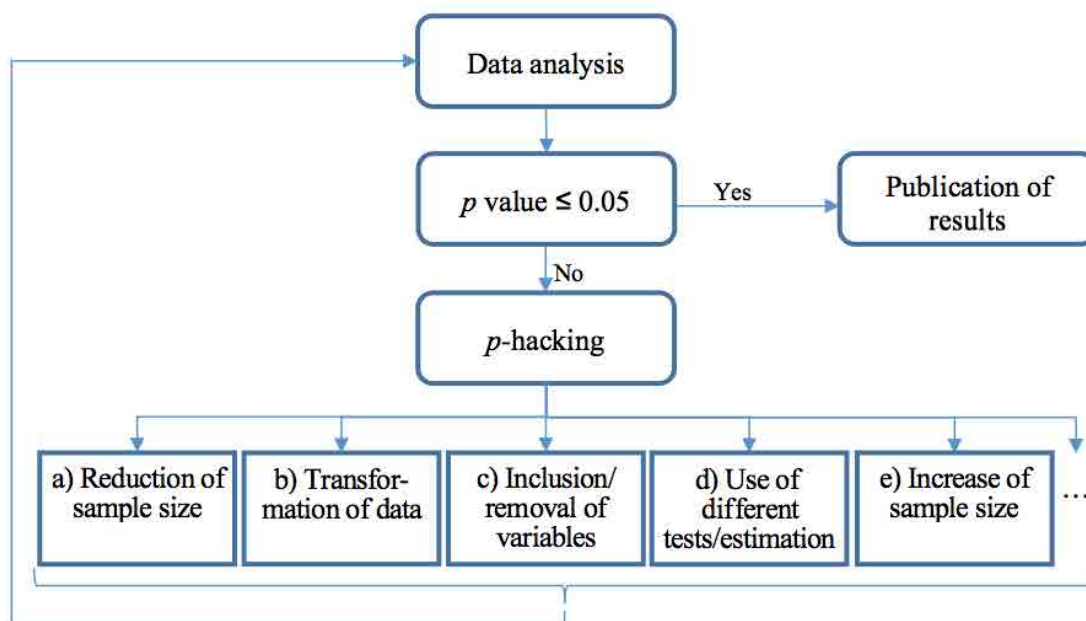 Data analysis
p value ≤ 0.05
Yes
Publication of
results
No
p-hacking
a) Reduction of
sample size
b) Transfor-
mation of data
c) Inclusion/
removal of
variables
d) Use of
different
tests/estimation
e) Increase of
sample size
…